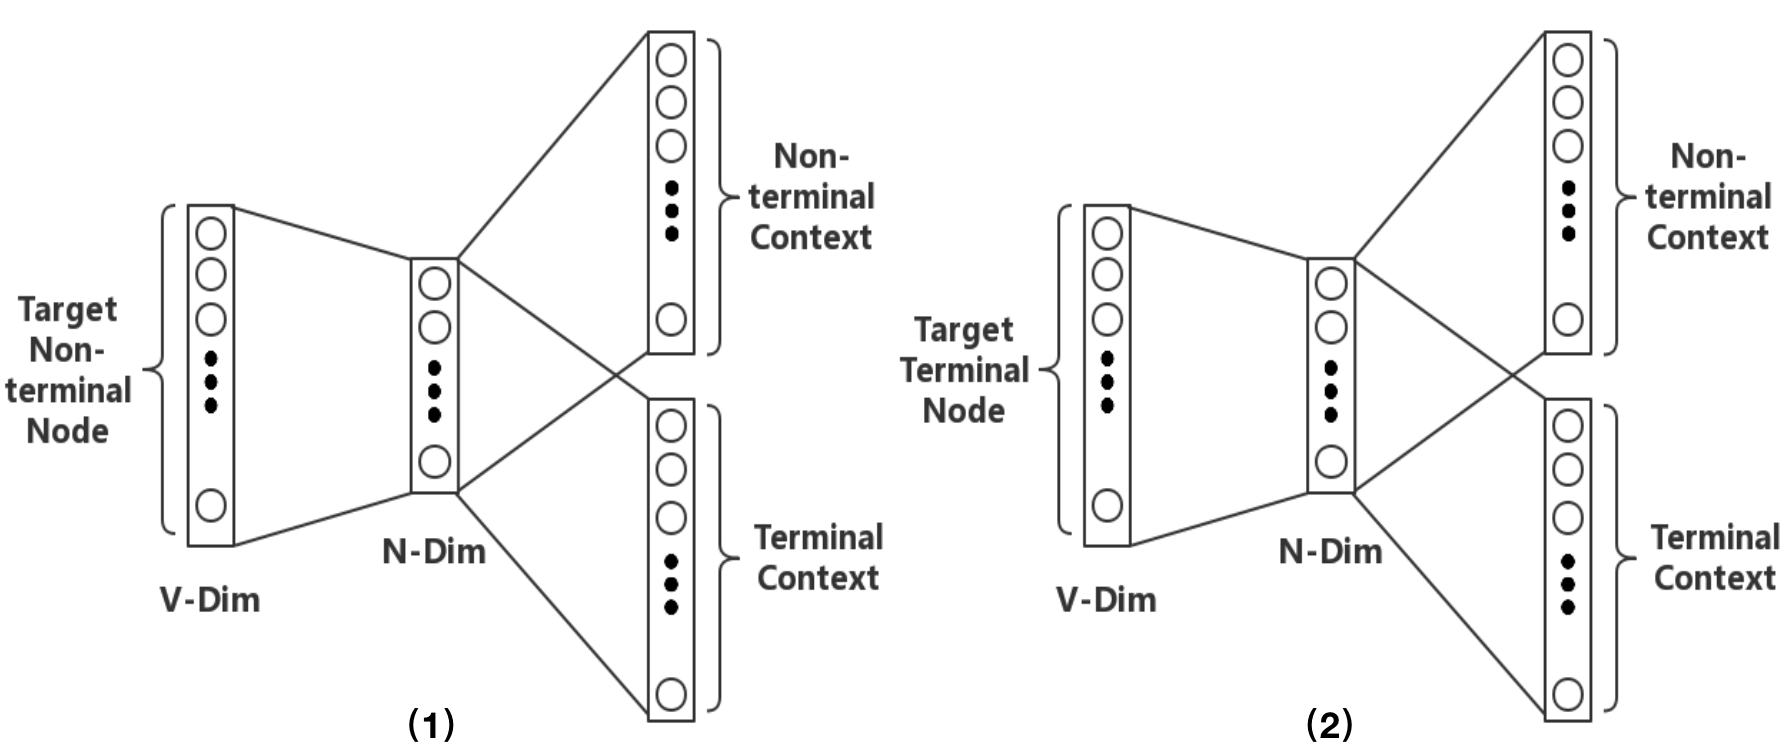 Target
Non-
terminal
Node
V-Dim
N-Dim
Non-
terminal
Context
Terminal
Context
(1)
Target
Terminal
Node
V-Dim
N-Dim
Non-
terminal
Context
Terminal
Context
(2)